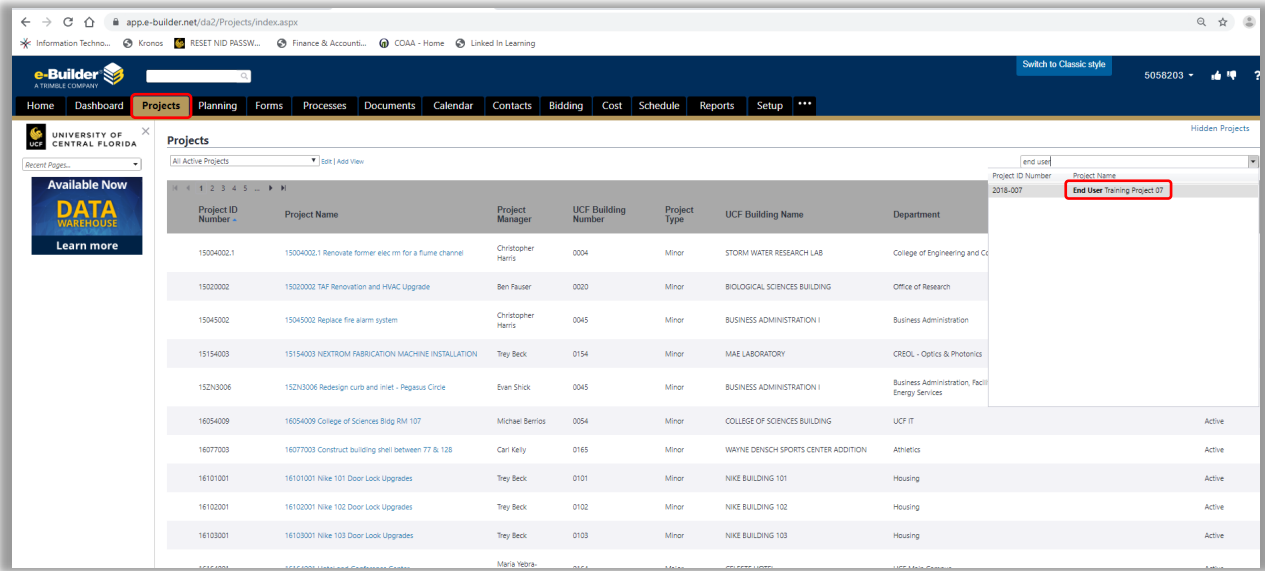 app.e-builder.net/da2/Projects/index.aspx
Information Techno... Kronos RESET NID PASSW... Finance & Accounti... COAA - Home Linked In Learning
Switch to Classic style
e-Builder
A TRIMBLE COMPANY
5058203
Home Dashboard Projects Planning Forms Processes Documents Calendar Contacts Bidding Cost Schedule Reports Setup
Hidden Projects
UCF
UNIVERSITY OF
CENTRAL FLORIDA
Projects
Recent Pages...
All Active Projects Edit | Add View end user
Project ID Number Project Name
2018-007 End User Training Project 07
Available Now
DATA
WAREHOUSE
Learn more
1 2 3 4 5 ...
Project ID Number Project Name Project Manager UCF Building Number Project Type UCF Building Name Department
15004002.1 15004002.1 Renovate former elec rm for a flume channel Christopher Harris 0004 Minor STORM WATER RESEARCH LAB College of Engineering and Co
15020002 15020002 TAF Renovation and HVAC Upgrade Ben Fauser 0020 Minor BIOLOGICAL SCIENCES BUILDING Office of Research
15045002 15045002 Replace fire alarm system Christopher Harris 0045 Minor BUSINESS ADMINISTRATION I Business Administration
15154003 15154003 NEXTROM FABRICATION MACHINE INSTALLATION Trey Beck 0154 Minor MAE LABORATORY CREOL - Optics & Photonics
15ZN3006 15ZN3006 Redesign curb and inlet - Pegasus Circle Evan Shick 0045 Minor BUSINESS ADMINISTRATION I Business Administration, Facili Energy Services
16054009 16054009 College of Sciences Bldg RM 107 Michael Berrios 0054 Minor COLLEGE OF SCIENCES BUILDING UCF IT Active
16077003 16077003 Construct building shell between 77 & 128 Carl Kelly 0165 Minor WAYNE DENSCH SPORTS CENTER ADDITION Athletics Active
16101001 16101001 Nike 101 Door Lock Upgrades Trey Beck 0101 Minor NIKE BUILDING 101 Housing Active
16102001 16102001 Nike 102 Door Lock Upgrades Trey Beck 0102 Minor NIKE BUILDING 102 Housing Active
16103001 16103001 Nike 103 Door Look Upgrades Trey Beck 0103 Minor NIKE BUILDING 103 Housing Active
Maria Yebra-